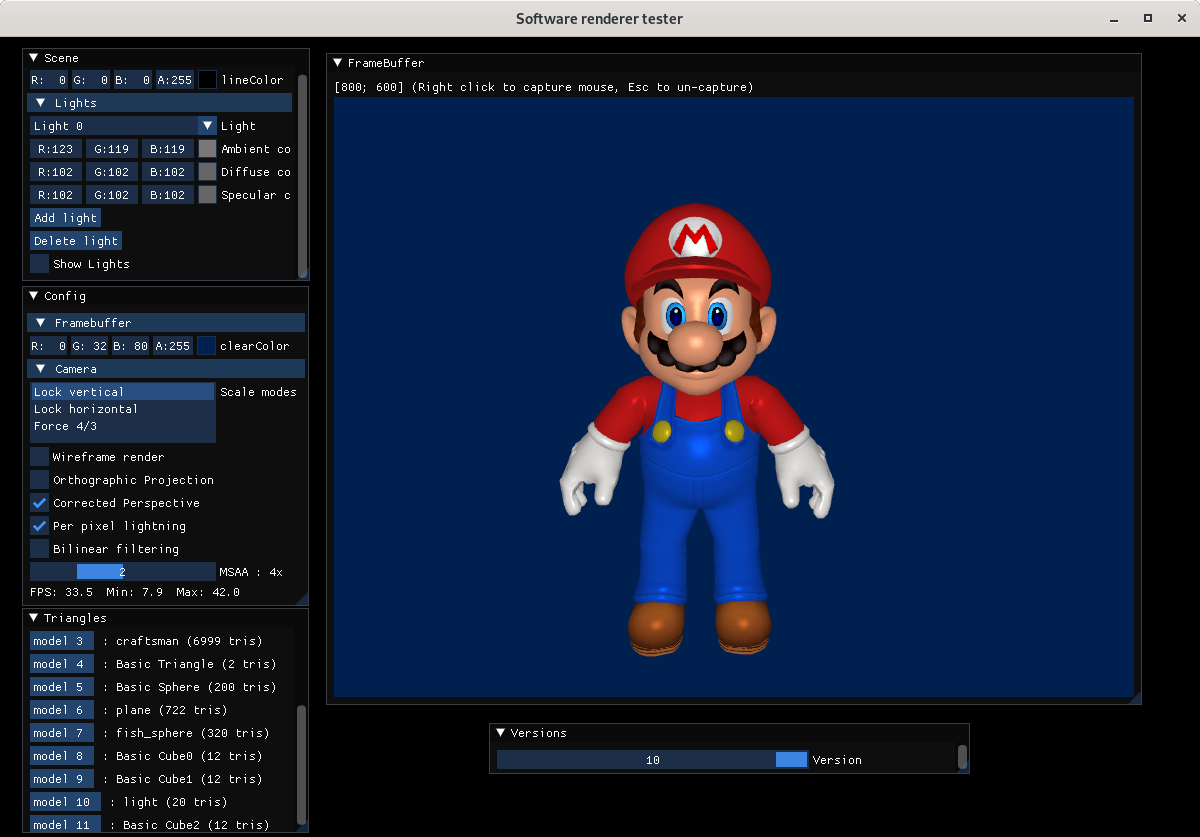 Software renderer tester
Scene
R: 0 G: 0 B: 0 A:255 lineColor
Lights
Light 0 Light
R:123 G:119 B:119 Ambient co
R:102 G:102 B:102 Diffuse co
R:102 G:102 B:102 Specular c
Add light
Delete light
Show Lights
Config
Framebuffer
R: 0 G: 32 B: 80 A:255 clearColor
Camera
Lock vertical Scale modes
Lock horizontal
Force 4/3
Wireframe render
Orthographic Projection
Corrected Perspective
Per pixel lightning
Bilinear filtering
2 MSAA : 4x
FPS: 33.5 Min: 7.9 Max: 42.0
Triangles
model 3 : craftsman (6999 tris)
model 4 : Basic Triangle (2 tris)
model 5 : Basic Sphere (200 tris)
model 6 : plane (722 tris)
model 7 : fish_sphere (320 tris)
model 8 : Basic Cube0 (12 tris)
model 9 : Basic Cube1 (12 tris)
model 10 : light (20 tris)
model 11 : Basic Cube2 (12 tris)
FrameBuffer
[800; 600] (Right click to capture mouse, Esc to un-capture)
M
Versions
10 Version